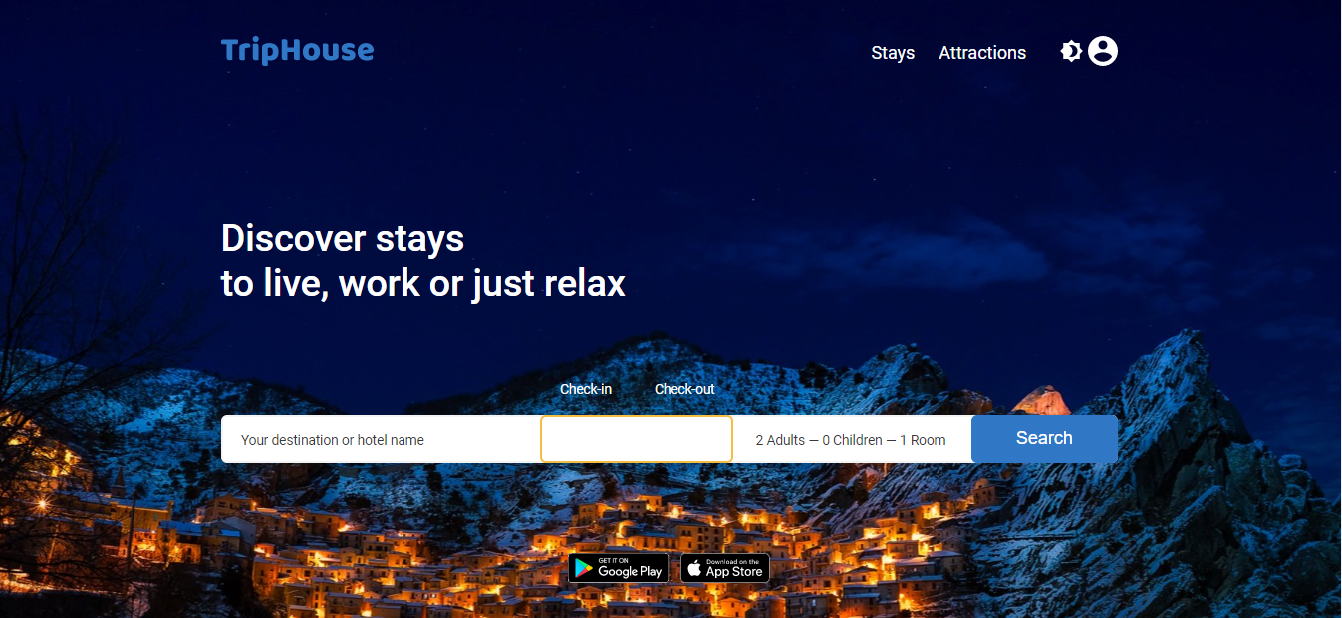 TripHouse
Stays
Attractions
Discover stays
to live, work or just relax
Check-in
Check-out
Your destination or hotel name
2 Adults — 0 Children — 1 Room
Search
GET IT ON
Google Play
Download on the
App Store